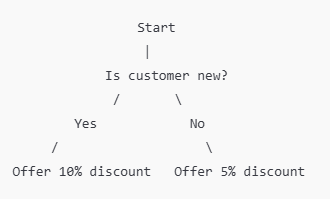 Start
|
Is customer new?
/ \
Yes No
/ \
Offer 10% discount Offer 5% discount